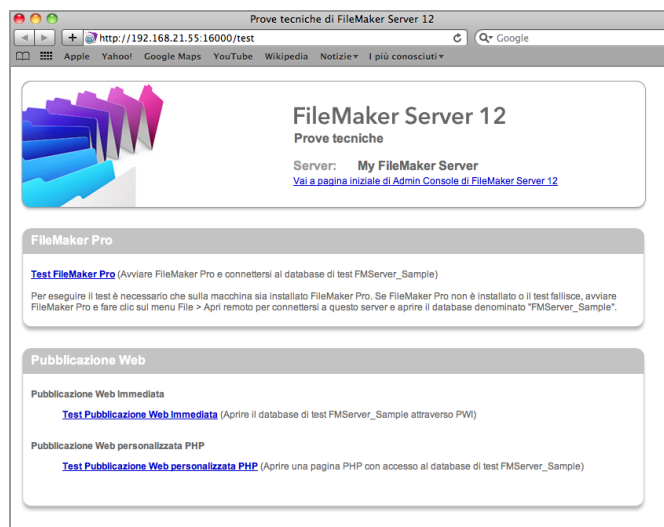 Prove tecniche di FileMaker Server 12
http://192.168.21.55:16000/test
Google
Apple Yahoo! Google Maps YouTube Wikipedia Notizie I più conosciuti
FileMaker Server 12
Prove tecniche
Server: My FileMaker Server
Vai a pagina iniziale di Admin Console di FileMaker Server 12
FileMaker Pro
Test FileMaker Pro (Avviare FileMaker Pro e connettersi al database di test FMServer_Sample)
Per eseguire il test è necessario che sulla macchina sia installato FileMaker Pro. Se FileMaker Pro non è installato o il test fallisce, avviare
FileMaker Pro e fare clic sul menu File > Apri remoto per connettersi a questo server e aprire il database denominato "FMServer_Sample".
Pubblicazione Web
Pubblicazione Web Immediata
Test Pubblicazione Web Immediata (Aprire il database di test FMServer_Sample attraverso PWI)
Pubblicazione Web personalizzata PHP
Test Pubblicazione Web personalizzata PHP (Aprire una pagina PHP con accesso al database di test FMServer_Sample)